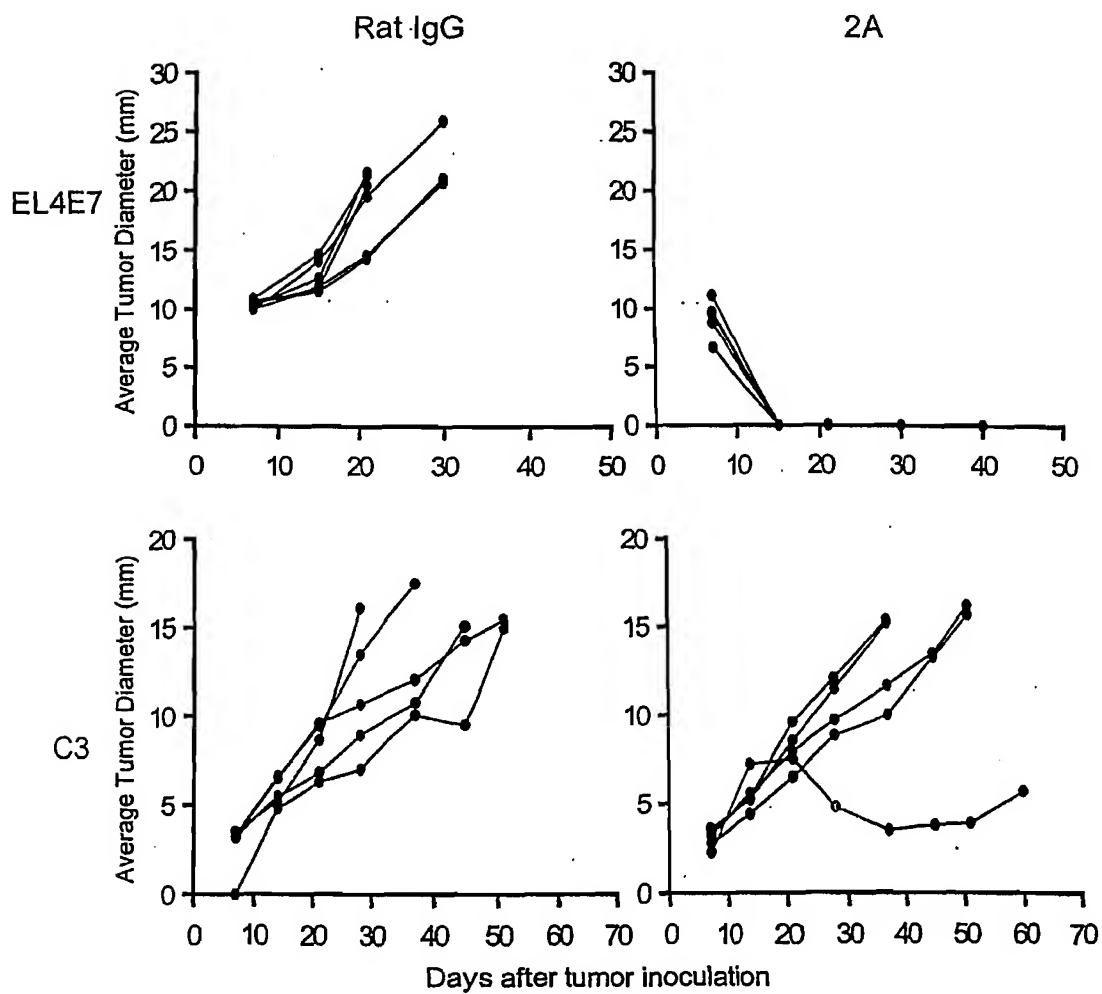 Rat IgG 2A
EL4E7
Average Tumor Diameter (mm)
30 25 20 15 10 5 0
0 10 20 30 40 50
30 25 20 15 10 5 0
0 10 20 30 40 50
C3
Average Tumor Diameter (mm)
20 15 10 5 0
0 10 20 30 40 50 60 70
20 15 10 5 0
0 10 20 30 40 50 60 70
Days after tumor inoculation